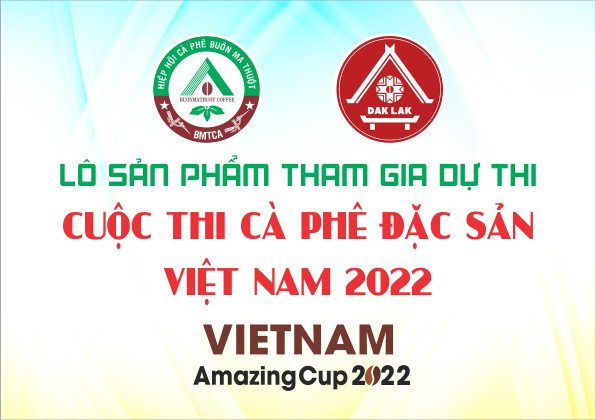 HIỆP HỘI CÀ PHÊ BUÔN MA THUỘT
BUONMATHUOT COFFEE
BMTCA
DAK LAK
LÔ SẢN PHẨM THAM GIA DỰ THI
CUỘC THI CÀ PHÊ ĐẶC SẢN
VIỆT NAM 2022
VIETNAM
AmazingCup 2022